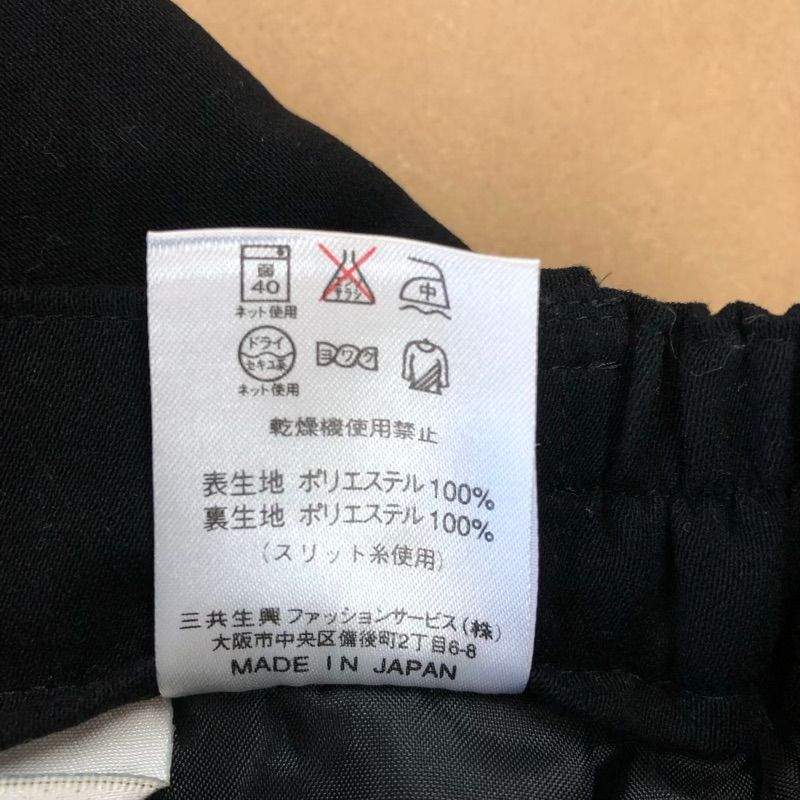 弱
40
ネット使用
エンソ
サラシ
中
ドライ
セキユ系
ネット使用
ヨワク
乾燥機使用禁止
表生地 ポリエステル100%
裏生地 ポリエステル100%
(スリット糸使用)
三共生興ファッションサービス(株)
大阪市中央区備後町2丁目6-8
MADE IN JAPAN